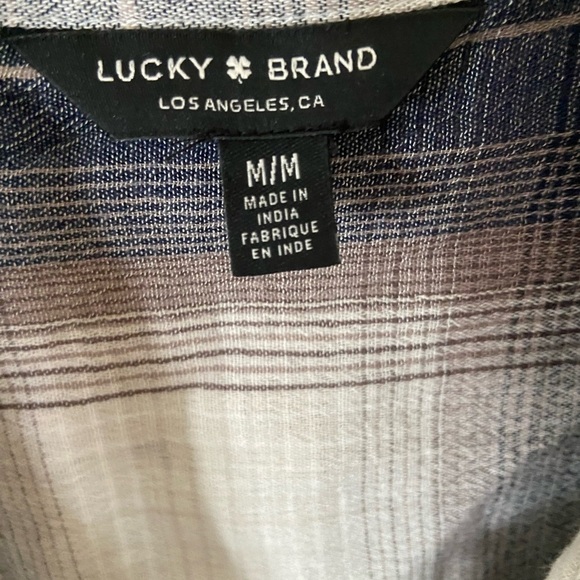 LUCKY BRAND
LOS ANGELES, CA
M/M
MADE IN
INDIA
FABRIQUE
EN INDE